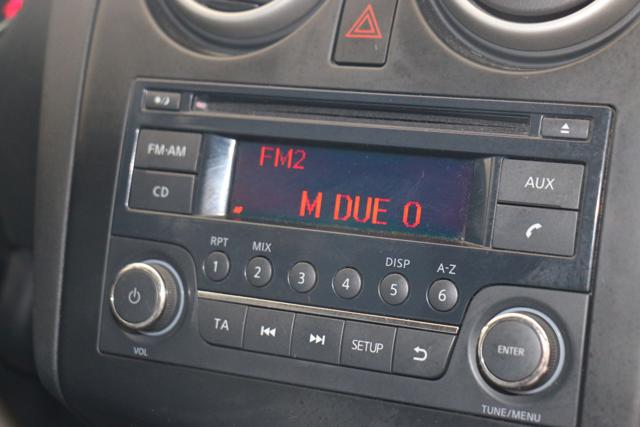 FM·AM
CD
FM2
M DUE O
AUX
RPT MIX DISP A-Z
1 2 3 4 5 6
TA SETUP
VOL
ENTER
TUNE/MENU